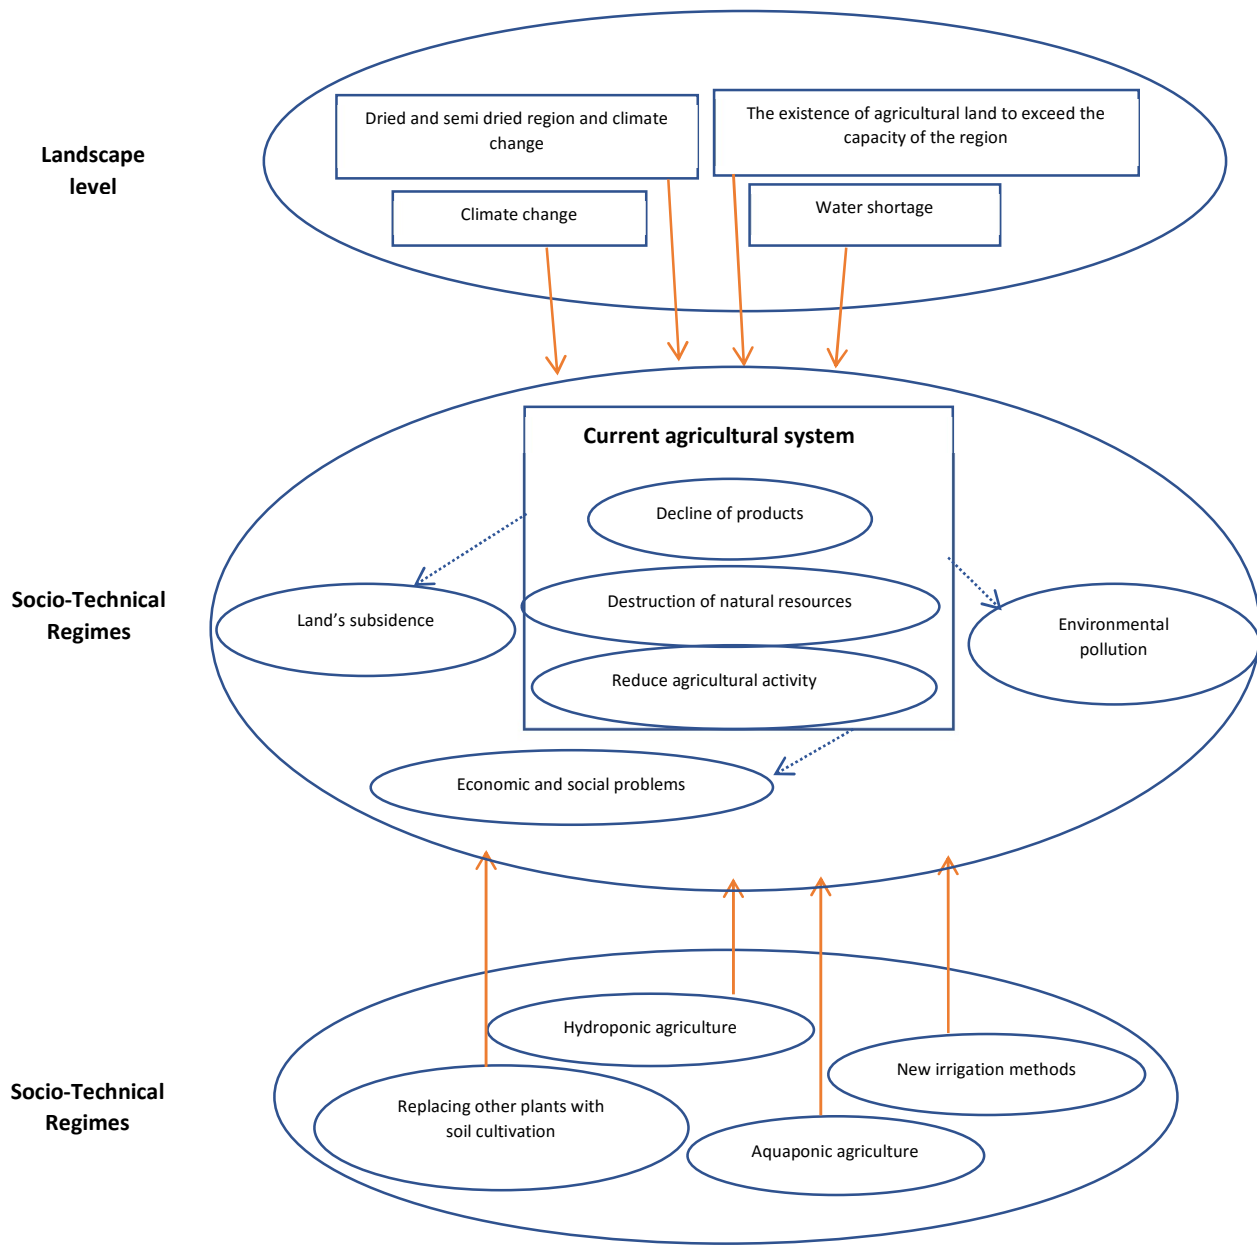 Dried and semi dried region and climate
change
The existence of agricultural land to exceed the
capacity of the region
Landscape
level
Climate change
Water shortage
Current agricultural system
Decline of products
Destruction of natural resources
Socio-Technical
Regimes
Land's subsidence
Environmental
pollution
Reduce agricultural activity
Economic and social problems
Hydroponic agriculture
New irrigation methods
Socio-Technical
Regimes
Replacing other plants with
soil cultivation
Aquaponic agriculture